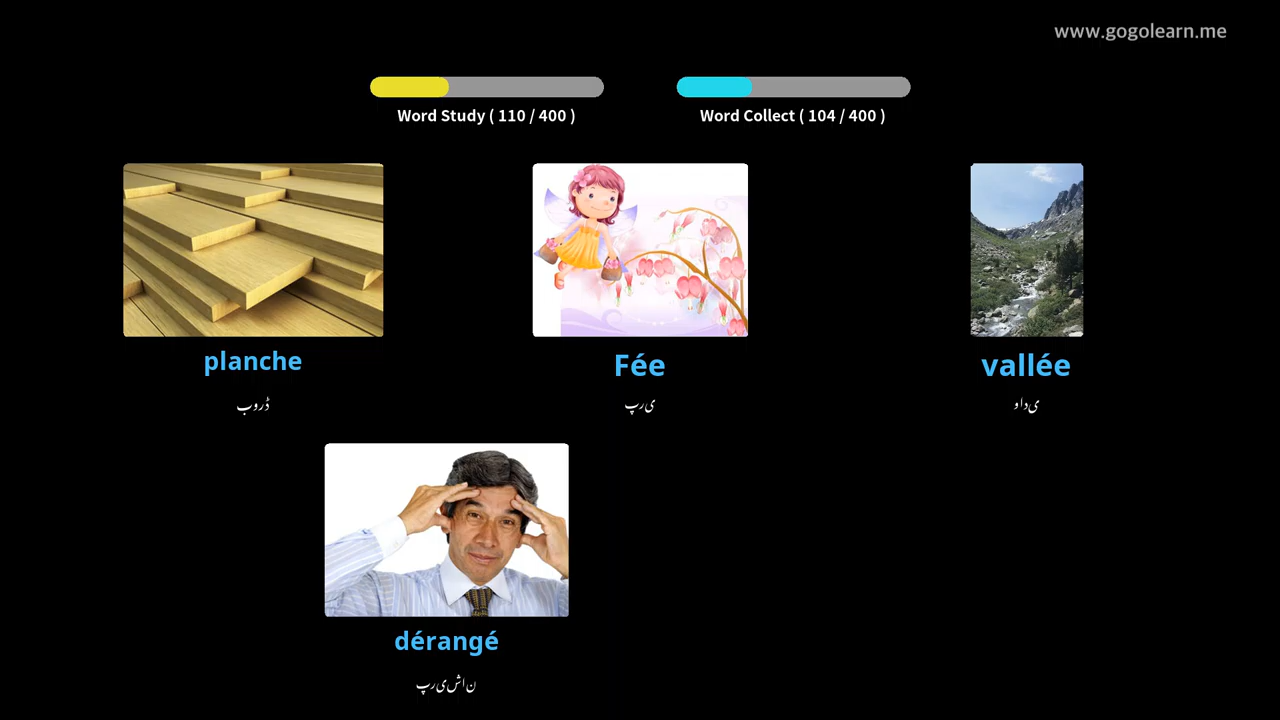 www.gogolearn.me
Word Study ( 110 / 400 )
Word Collect ( 104 / 400 )
planche
Fée
vallée
ڈروب
یرپ
یداو
dérangé
ناشیرپ